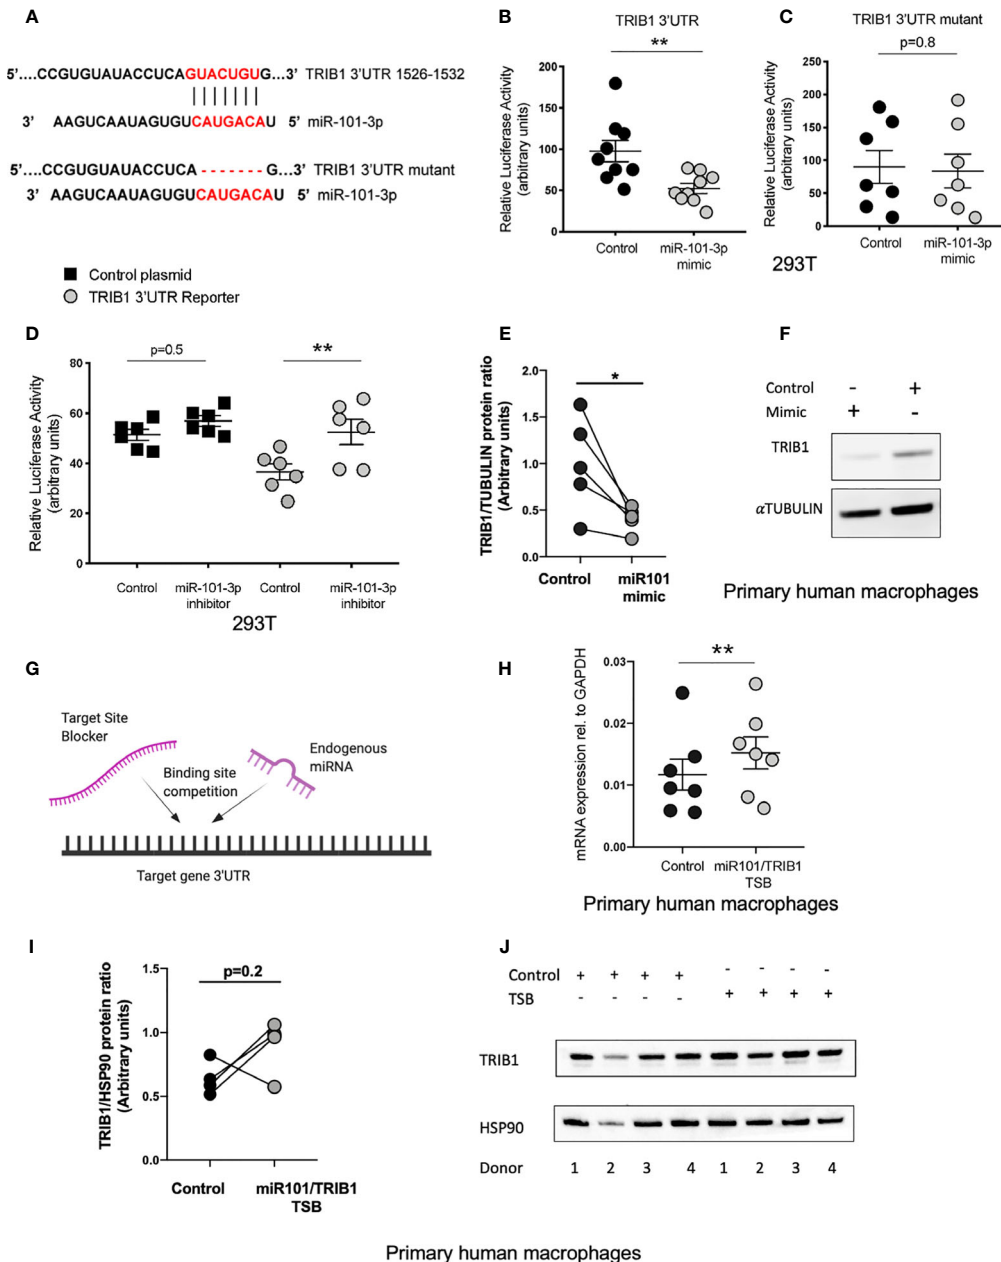 A
5’....CCGUGUAUACCUCAGUACUGUG...3’ TRIB1 3’UTR 1526-1532
3’ AAGUCAAUAGUGUCAUGACAU 5’ miR-101-3p
5’....CCGUGUAUACCUCA-------G...3’ TRIB1 3’UTR mutant
3’ AAGUCAAUAGUGUCAUGACAU 5’ miR-101-3p
B
TRIB1 3’UTR
**
Relative Luciferase Activity
(arbitrary units)
200
150
100
50
0
Control
miR-101-3p
mimic
C
TRIB1 3’UTR mutant
p=0.8
Relative Luciferase Activity
(arbitrary units)
250
200
150
100
50
0
Control
miR-101-3p
mimic
293T
Control plasmid
TRIB1 3’UTR Reporter
D
p=0.5
**
Relative Luciferase Activity
(arbitrary units)
80
60
40
20
0
Control
miR-101-3p
inhibitor
Control
miR-101-3p
inhibitor
293T
E
*
TRIB1/TUBULIN protein ratio
(Arbitrary units)
2.0
1.5
1.0
0.5
0.0
Control
miR101
mimic
F
Control - +
Mimic + -
TRIB1
αTUBULIN
Primary human macrophages
G
Target Site
Blocker
Binding site
competition
Endogenous
miRNA
Target gene 3'UTR
H
**
mRNA expression rel. to GAPDH
0.03
0.02
0.01
0.00
Control
miR101/TRIB1
TSB
Primary human macrophages
I
p=0.2
TRIB1/HSP90 protein ratio
(Arbitrary units)
1.5
1.0
0.5
0.0
Control
miR101/TRIB1
TSB
J
Control + + + + - - - -
TSB - - - - + + + +
TRIB1
HSP90
Donor 1 2 3 4 1 2 3 4
Primary human macrophages